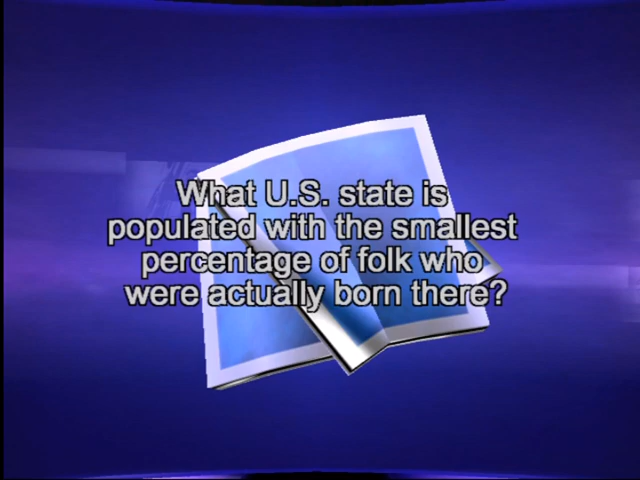 What U.S. state is
populated with the smallest
percentage of folk who
were actually born there?